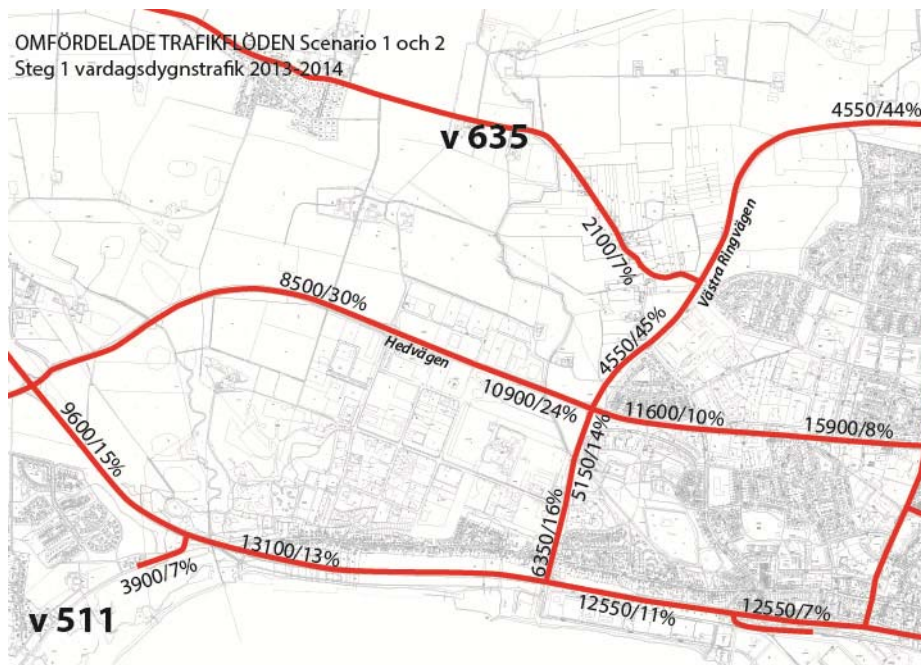 OMFÖRDELADE TRAFIKFLÖDEN Scenario 1 och 2
Steg 1 vardagsdygnstrafik 2013-2014
4550/44%
v 635
2100/7%
Västra Ringvägen
8500/30%
Hedvägen
4550/45%
10900/24%
11600/10%
15900/8%
9600/15%
5150/14%
6350/16%
13100/13%
3900/7%
12550/11%
12550/7%
v 511